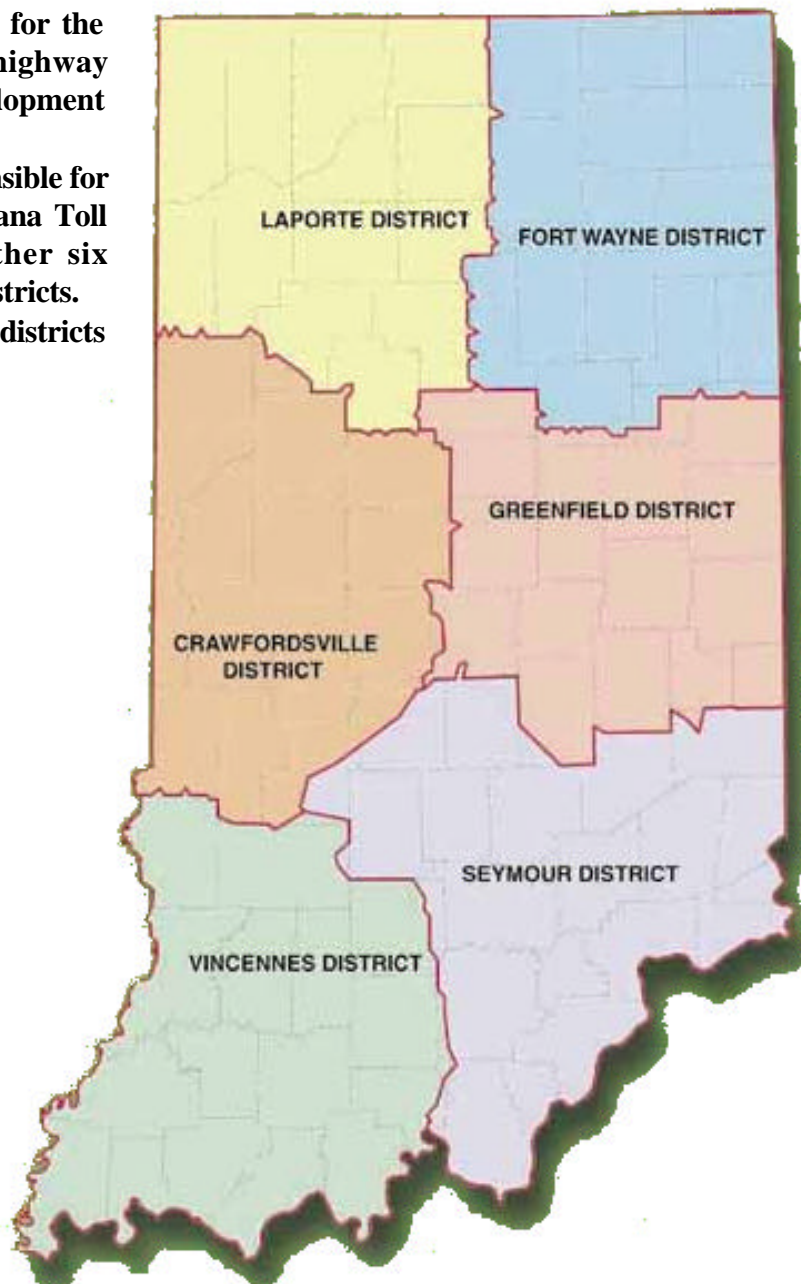 for the
highway
lopment
nsible for
ana Toll
ther six
stricts.
districts
LAPORTE DISTRICT
FORT WAYNE DISTRICT
GREENFIELD DISTRICT
CRAWFORDSVILLE
DISTRICT
SEYMOUR DISTRICT
VINCENNES DISTRICT